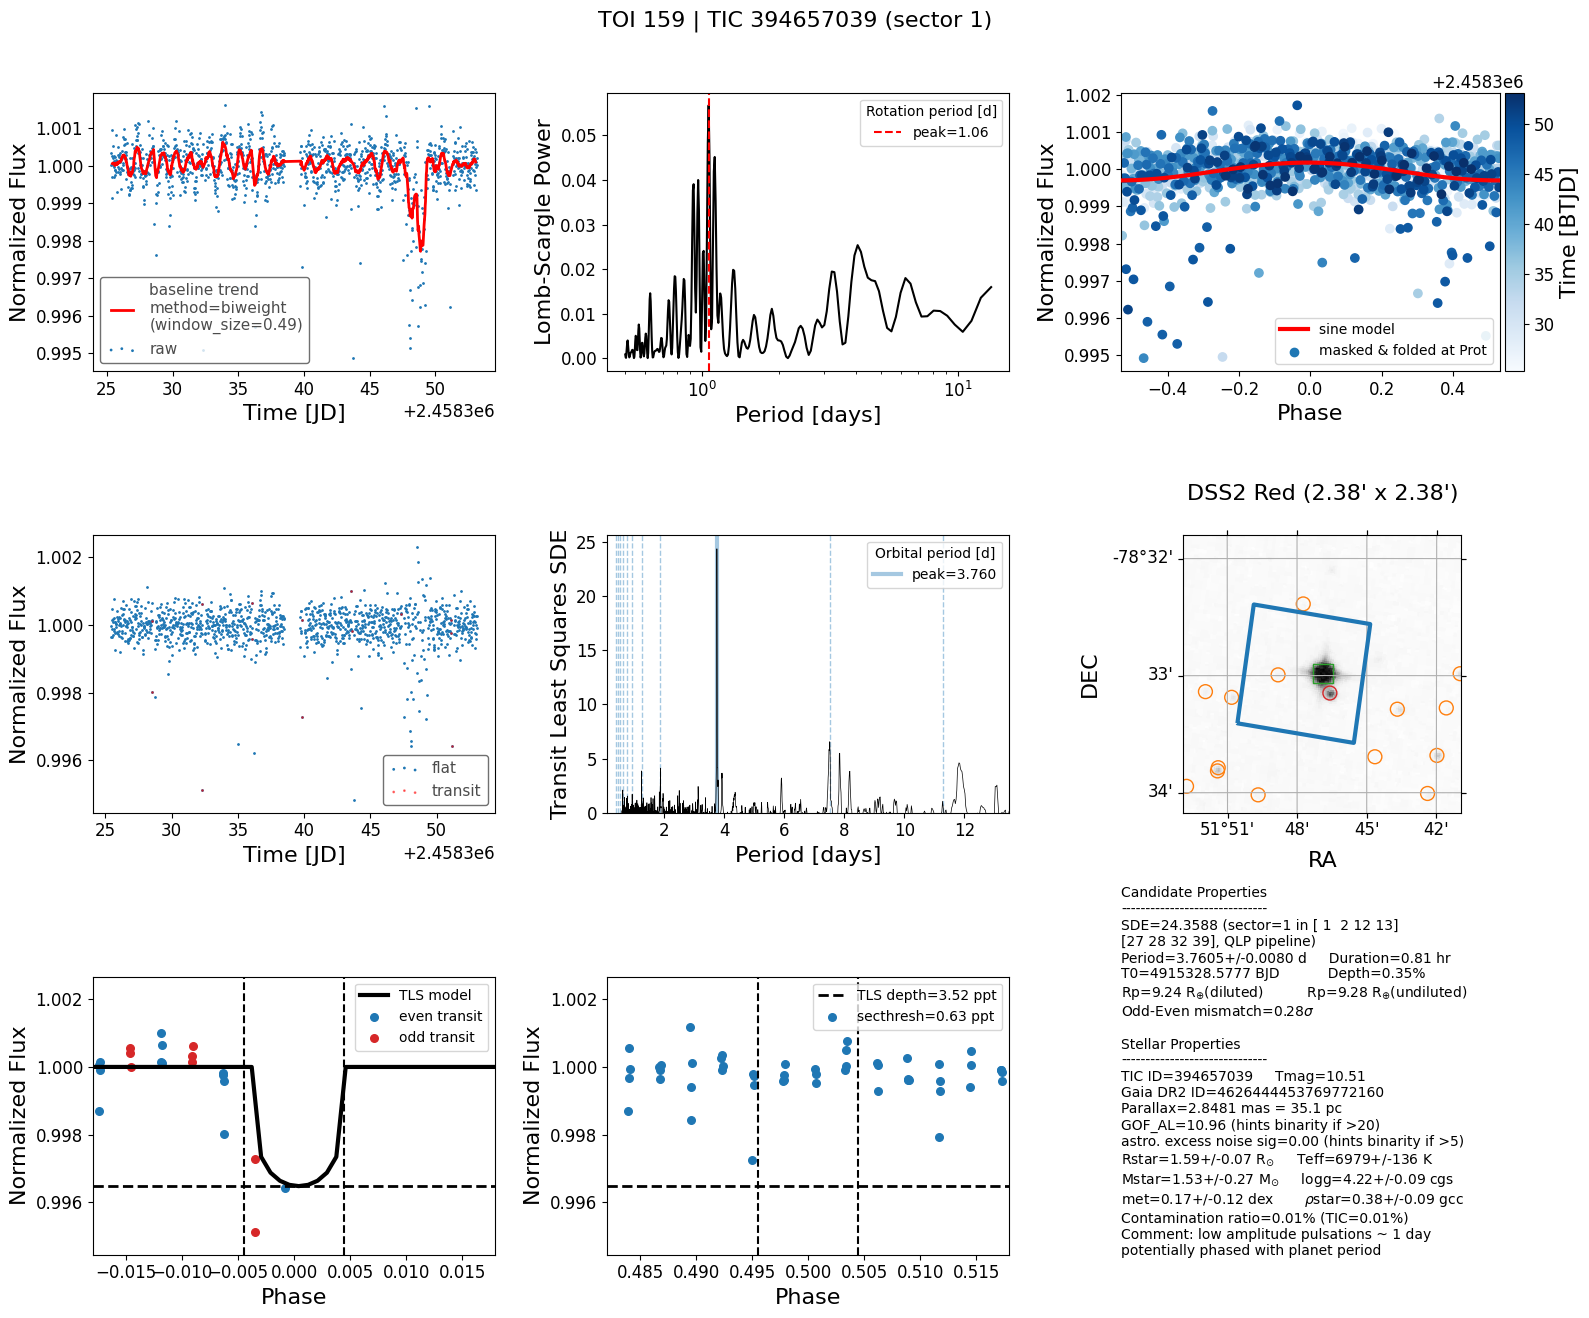 TOI 159 | TIC 394657039 (sector 1)
Normalized Flux
1.001
1.000
0.999
0.998
0.997
0.996
0.995
baseline trend
method=biweight
(window_size=0.49)
raw
25 30 35 40 45 50
Time [JD]
+2.4583e6
Lomb-Scargle Power
0.05
0.04
0.03
0.02
0.01
0.00
Rotation period [d]
peak=1.06
10^0 10^1
Period [days]
+2.4583e6
Normalized Flux
1.002
1.001
1.000
0.999
0.998
0.997
0.996
0.995
sine model
masked & folded at Prot
−0.4 −0.2 0.0 0.2 0.4
Phase
50
45
40
35
30
Time [BTJD]
Normalized Flux
1.002
1.000
0.998
0.996
flat
transit
25 30 35 40 45 50
Time [JD]
+2.4583e6
Transit Least Squares SDE
25
20
15
10
5
0
Orbital period [d]
peak=3.760
2 4 6 8 10 12
Period [days]
DSS2 Red (2.38' x 2.38')
DEC
-78°32'
33'
34'
51°51' 48' 45' 42'
RA
Normalized Flux
1.002
1.000
0.998
0.996
TLS model
even transit
odd transit
−0.015 −0.010 −0.005 0.000 0.005 0.010 0.015
Phase
Normalized Flux
1.002
1.000
0.998
0.996
TLS depth=3.52 ppt
secthresh=0.63 ppt
0.485 0.490 0.495 0.500 0.505 0.510 0.515
Phase
Candidate Properties
------------------------------
SDE=24.3588 (sector=1 in [ 1 2 12 13]
[27 28 32 39], QLP pipeline)
Period=3.7605+/-0.0080 d Duration=0.81 hr
T0=4915328.5777 BJD Depth=0.35%
Rp=9.24 R⊕(diluted) Rp=9.28 R⊕(undiluted)
Odd-Even mismatch=0.28σ
Stellar Properties
------------------------------
TIC ID=394657039 Tmag=10.51
Gaia DR2 ID=4626444453769772160
Parallax=2.8481 mas = 35.1 pc
GOF_AL=10.96 (hints binarity if >20)
astro. excess noise sig=0.00 (hints binarity if >5)
Rstar=1.59+/-0.07 R⊙ Teff=6979+/-136 K
Mstar=1.53+/-0.27 M⊙ logg=4.22+/-0.09 cgs
met=0.17+/-0.12 dex ρstar=0.38+/-0.09 gcc
Contamination ratio=0.01% (TIC=0.01%)
Comment: low amplitude pulsations ~ 1 day
potentially phased with planet period